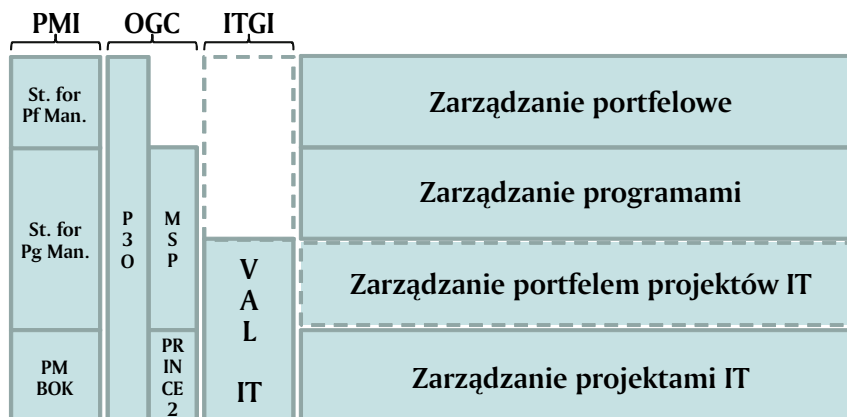 PMI
OGC
ITGI
St. for
Pf Man.
St. for
Pg Man.
PM
BOK
P
3
O
M
S
P
PR
IN
CE
2
V
A
L
IT
Zarządzanie portfelowe
Zarządzanie programami
Zarządzanie portfelem projektów IT
Zarządzanie projektami IT